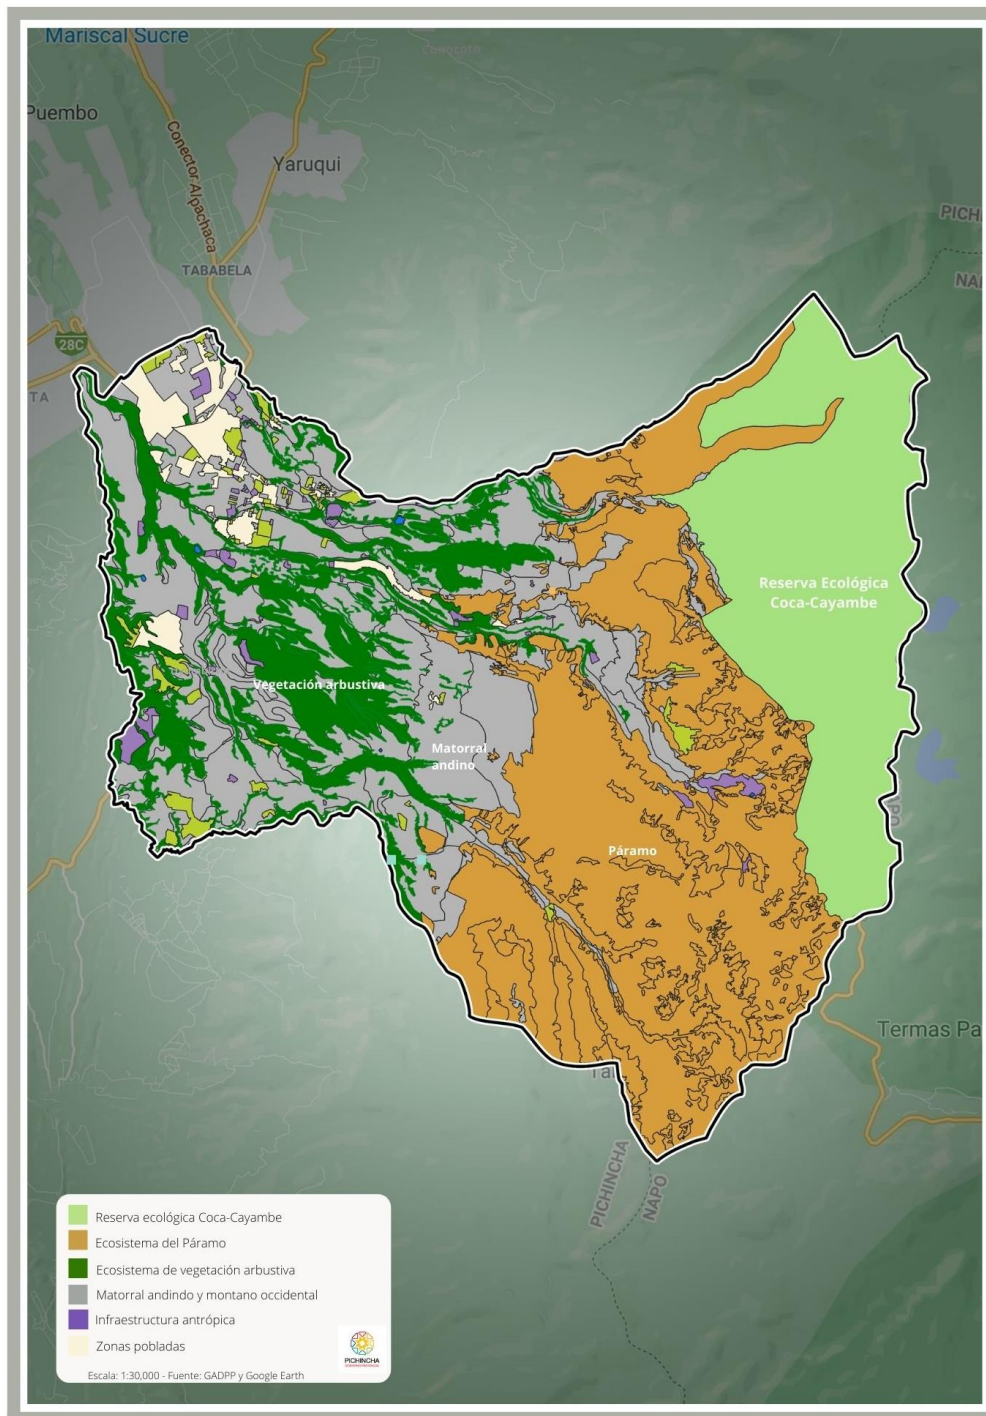 Mariscal Sucre
Puembo
Conector Alpachaca
Yaruqui
TABABELA
28C
TA
PICHI
NA
Reserva Ecológica
Coca-Cayambe
Vegetación arbustiva
Matorral
andino
Páramo
Termas Pa
PICHINCHA
NAPO
Reserva ecológica Coca-Cayambe
Ecosistema del Páramo
Ecosistema de vegetación arbustiva
Matorral andindo y montano occidental
Infraestructura antrópica
Zonas pobladas
PICHINCHA
Escala: 1:30,000 - Fuente: GADPP y Google Earth